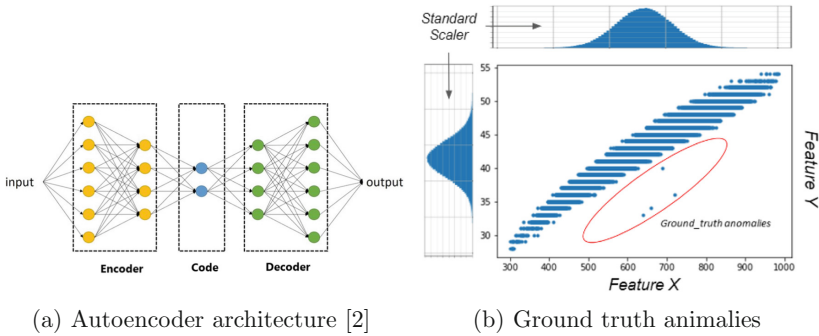 input
output
Encoder
Code
Decoder
(a) Autoencoder architecture [2]
Standard
Scaler
55
50
45
40
35
30
300 400 500 600 700 800 900 1000
Feature X
Feature Y
Ground_truth anomalies
(b) Ground truth animalies